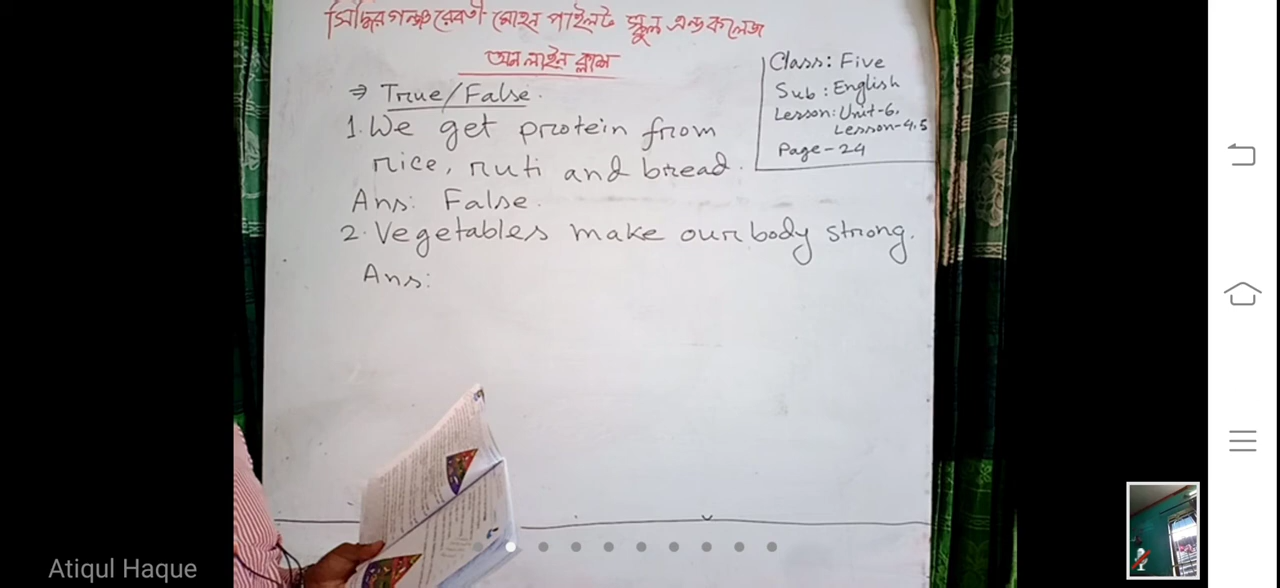 সিদ্ধিরগঞ্জ রেবতী মোহন পাইলট স্কুল এন্ড কলেজ
অন লাইন ক্লাশ
Class: Five
Sub: English
Lesson: Unit-6,
Lesson-4,5
Page-24
⇒ True/False.
1. We get protein from
rice, ruti and bread.
Ans: False.
2. Vegetables make our body strong.
Ans:
Atiqul Haque